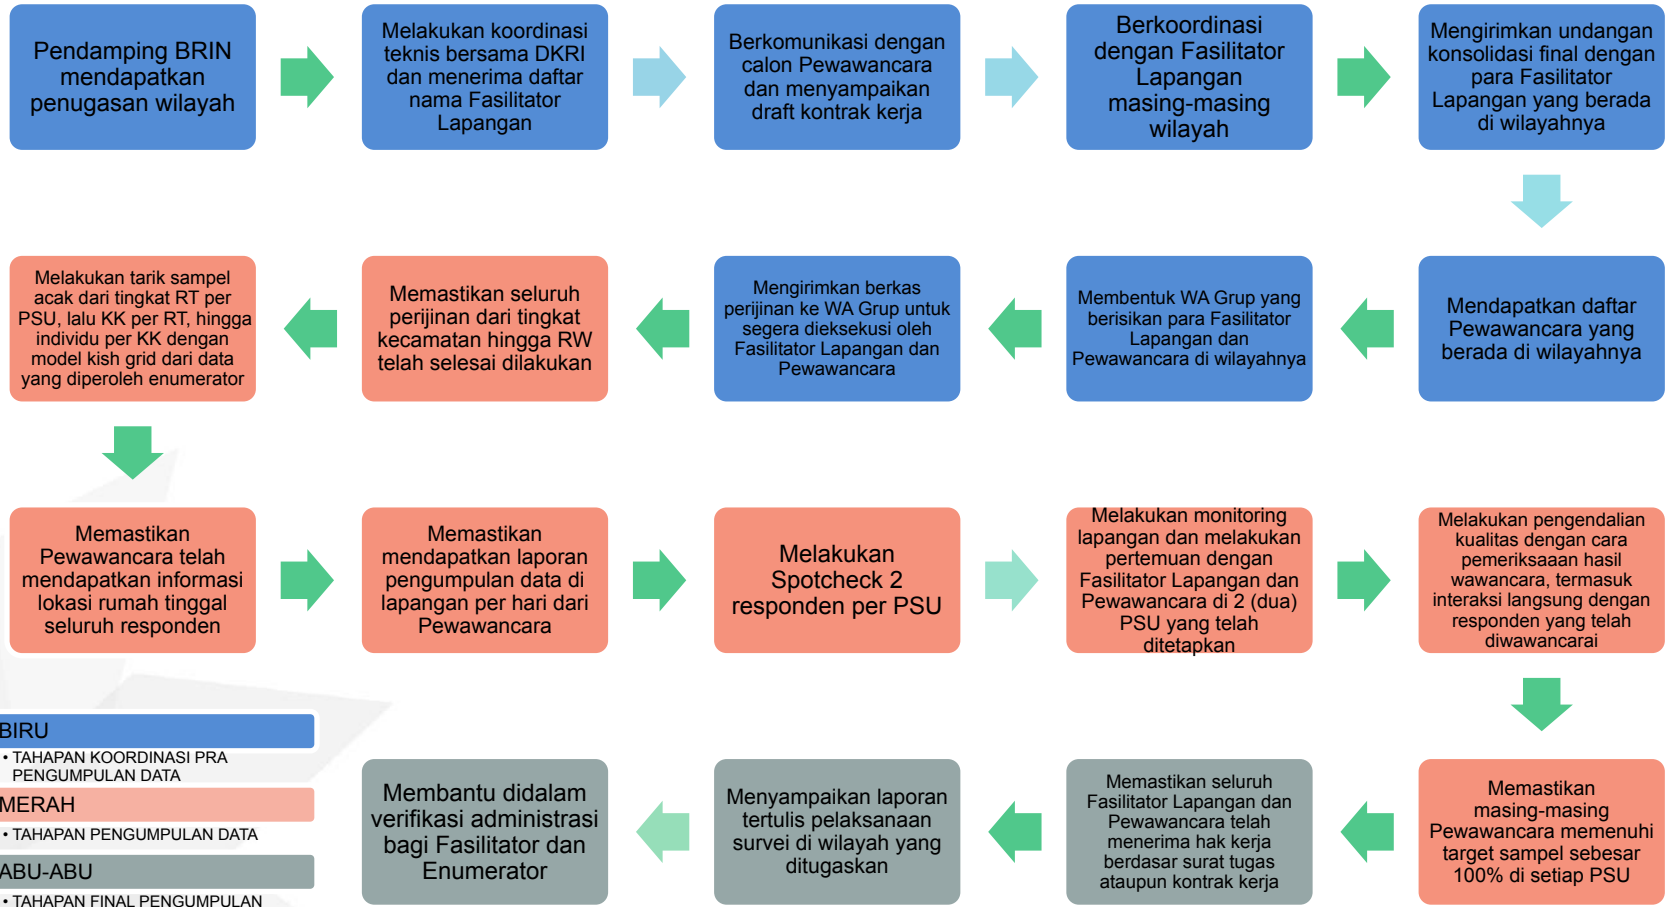 Pendamping BRIN
mendapatkan
penugasan wilayah
Melakukan koordinasi
teknis bersama DKRI
dan menerima daftar
nama Fasilitator
Lapangan
Berkomunikasi dengan
calon Pewawancara
dan menyampaikan
draft kontrak kerja
Berkoordinasi
dengan Fasilitator
Lapangan
masing-masing
wilayah
Mengirimkan undangan
konsolidasi final dengan
para Fasilitator
Lapangan yang berada
di wilayahnya
Mendapatkan daftar
Pewawancara yang
berada di wilayahnya
Membentuk WA Grup yang
berisikan para Fasilitator
Lapangan dan
Pewawancara di wilayahnya
Mengirimkan berkas
perijinan ke WA Grup untuk
segera dieksekusi oleh
Fasilitator Lapangan dan
Pewawancara
Memastikan seluruh
perijinan dari tingkat
kecamatan hingga RW
telah selesai dilakukan
Melakukan tarik sampel
acak dari tingkat RT per
PSU, lalu KK per RT, hingga
individu per KK dengan
model kish grid dari data
yang diperoleh enumerator
Memastikan
Pewawancara telah
mendapatkan informasi
lokasi rumah tinggal
seluruh responden
Memastikan
mendapatkan laporan
pengumpulan data di
lapangan per hari dari
Pewawancara
Melakukan
Spotcheck 2
responden per PSU
Melakukan monitoring
lapangan dan melakukan
pertemuan dengan
Fasilitator Lapangan dan
Pewawancara di 2 (dua)
PSU yang telah
ditetapkan
Melakukan pengendalian
kualitas dengan cara
pemeriksaaan hasil
wawancara, termasuk
interaksi langsung dengan
responden yang telah
diwawancarai
Memastikan
masing-masing
Pewawancara memenuhi
target sampel sebesar
100% di setiap PSU
Memastikan seluruh
Fasilitator Lapangan dan
Pewawancara telah
menerima hak kerja
berdasar surat tugas
ataupun kontrak kerja
Menyampaikan laporan
tertulis pelaksanaan
survei di wilayah yang
ditugaskan
Membantu didalam
verifikasi administrasi
bagi Fasilitator dan
Enumerator
BIRU
• TAHAPAN KOORDINASI PRA
PENGUMPULAN DATA
MERAH
• TAHAPAN PENGUMPULAN DATA
ABU-ABU
• TAHAPAN FINAL PENGUMPULAN